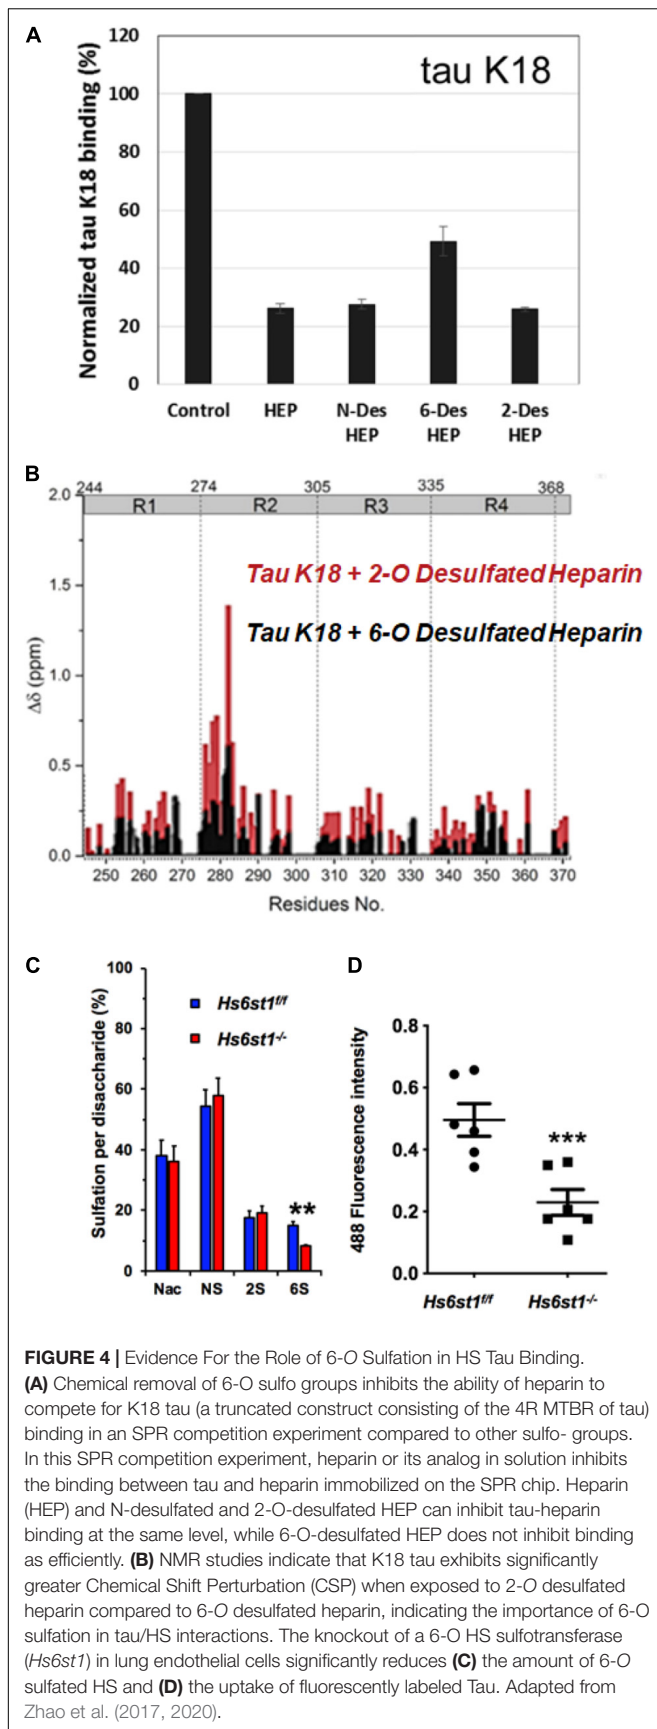 A
tau K18
Normalized tau K18 binding (%)
120
100
80
60
40
20
0
Control HEP N-Des HEP 6-Des HEP 2-Des HEP
B
244 274 305 335 368
R1 R2 R3 R4
Tau K18 + 2-O Desulfated Heparin
Tau K18 + 6-O Desulfated Heparin
Δδ (ppm)
2.0
1.5
1.0
0.5
0.0
250 260 270 280 290 300 310 320 330 340 350 360 370
Residues No.
C
Sulfation per disaccharide (%)
100
80
60
40
20
0
Hs6st1f/f
Hs6st1-/-
**
Nac NS 2S 6S
D
488 Fluorescence intensity
0.8
0.6
0.4
0.2
0.0
***
Hs6st1f/f Hs6st1-/-
FIGURE 4 | Evidence For the Role of 6-O Sulfation in HS Tau Binding.
(A) Chemical removal of 6-O sulfo groups inhibits the ability of heparin to
compete for K18 tau (a truncated construct consisting of the 4R MTBR of tau)
binding in an SPR competition experiment compared to other sulfo- groups.
In this SPR competition experiment, heparin or its analog in solution inhibits
the binding between tau and heparin immobilized on the SPR chip. Heparin
(HEP) and N-desulfated and 2-O-desulfated HEP can inhibit tau-heparin
binding at the same level, while 6-O-desulfated HEP does not inhibit binding
as efficiently. (B) NMR studies indicate that K18 tau exhibits significantly
greater Chemical Shift Perturbation (CSP) when exposed to 2-O desulfated
heparin compared to 6-O desulfated heparin, indicating the importance of 6-O
sulfation in tau/HS interactions. The knockout of a 6-O HS sulfotransferase
(Hs6st1) in lung endothelial cells significantly reduces (C) the amount of 6-O
sulfated HS and (D) the uptake of fluorescently labeled Tau. Adapted from
Zhao et al. (2017, 2020).